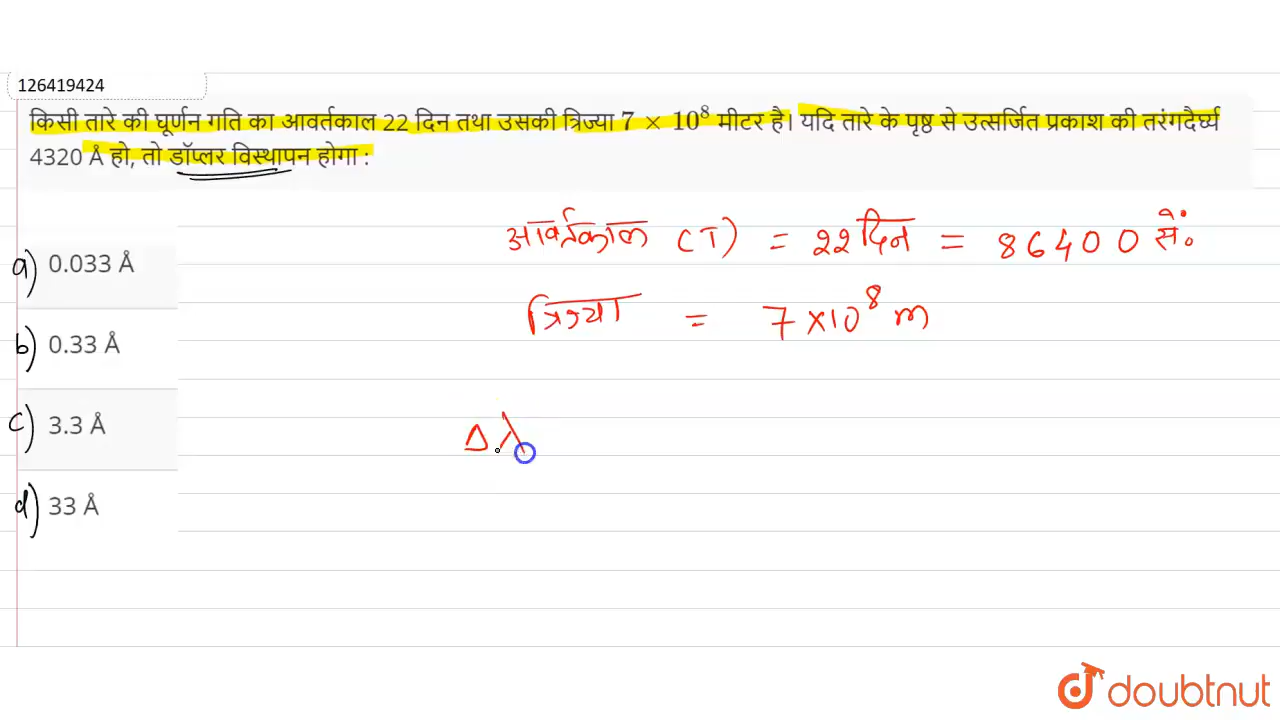 126419424
किसी तारे की घूर्णन गति का आवर्तकाल 22 दिन तथा उसकी त्रिज्या 7 × 10⁸ मीटर है। यदि तारे के पृष्ठ से उत्सर्जित प्रकाश की तरंगदैर्घ्य
4320 Å हो, तो डॉप्लर विस्थापन होगा :
आवर्तकाल (T) = 22 दिन = 86400 से॰
त्रिज्या = 7 × 10⁸ m
a) 0.033 Å
b) 0.33 Å
c) 3.3 Å
Δλ
d) 33 Å
doubtnut